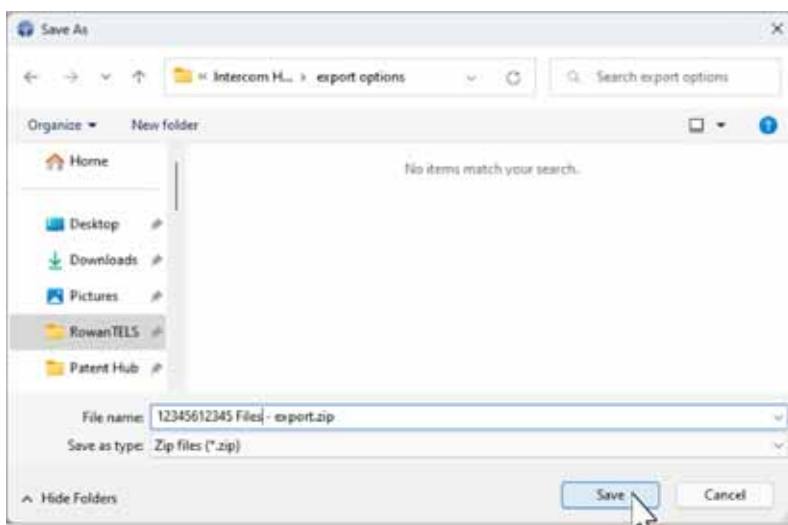 Save As
« Intercom H... › export options
Search export options
Organize
New folder
?
Home
No items match your search.
Desktop
Downloads
Pictures
RowanTELS
Patent Hub
File name: 12345612345 Files - export.zip
Save as type: Zip files (*.zip)
Hide Folders
Save
Cancel